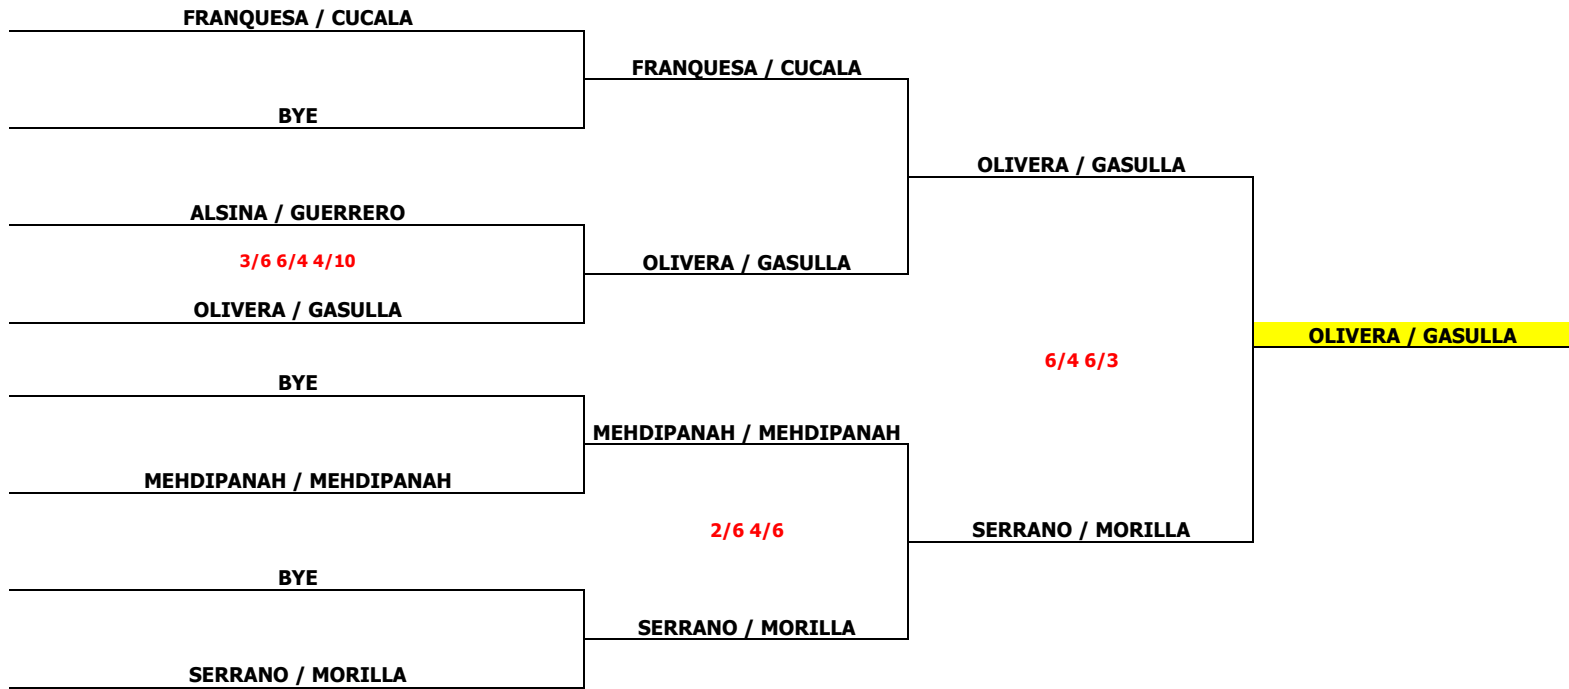 FRANQUESA / CUCALA
FRANQUESA / CUCALA
BYE
OLIVERA / GASULLA
ALSINA / GUERRERO
3/6 6/4 4/10
OLIVERA / GASULLA
OLIVERA / GASULLA
OLIVERA / GASULLA
6/4 6/3
BYE
MEHDIPANAH / MEHDIPANAH
MEHDIPANAH / MEHDIPANAH
2/6 4/6
SERRANO / MORILLA
BYE
SERRANO / MORILLA
SERRANO / MORILLA